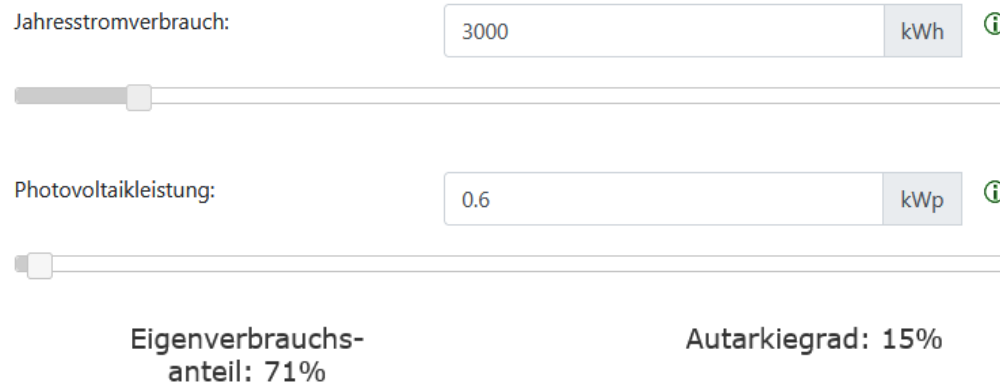 Jahresstromverbrauch:
3000 kWh
Photovoltaikleistung:
0.6 kWp
Eigenverbrauchs-
anteil: 71%
Autarkiegrad: 15%